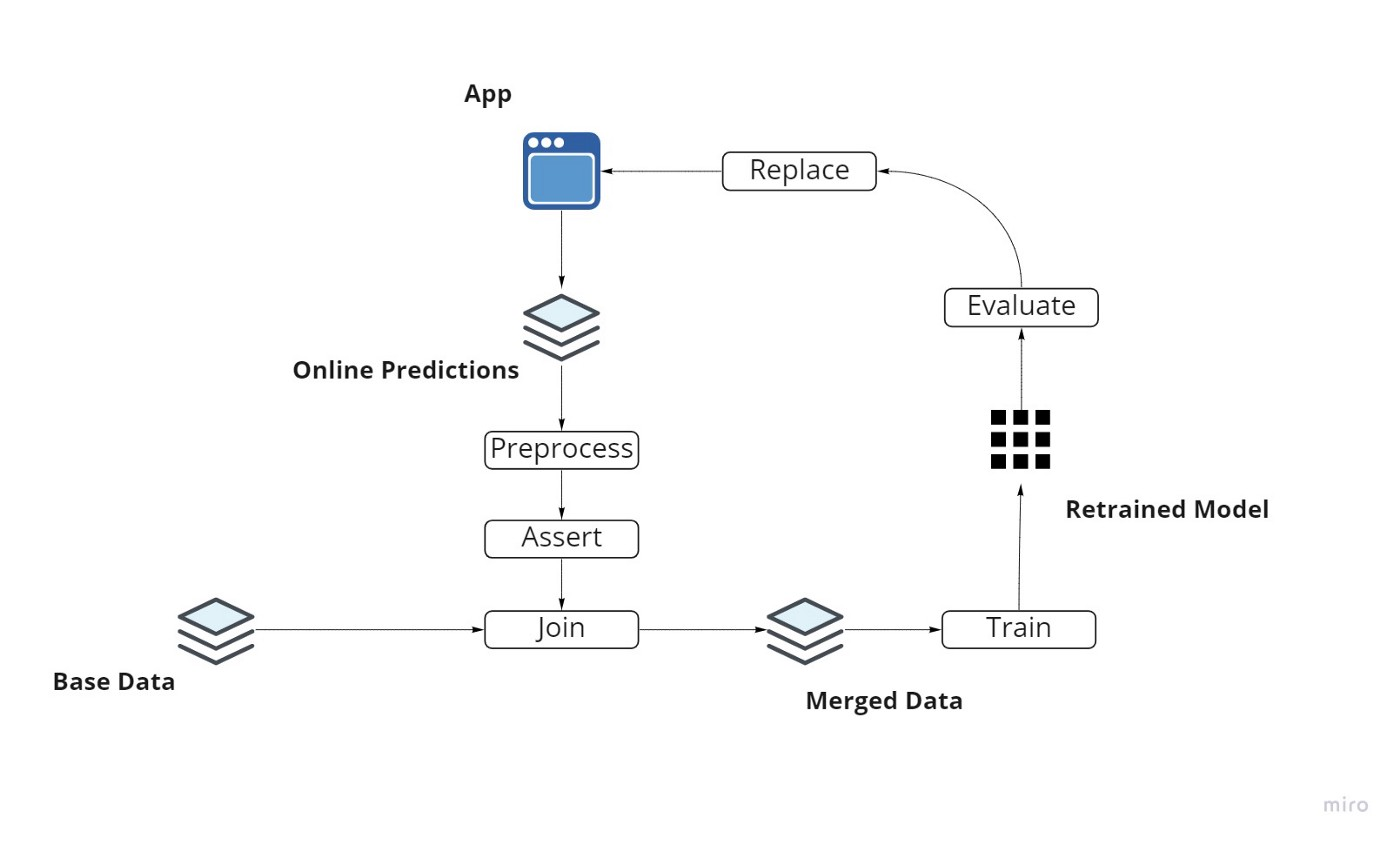 App
Replace
Evaluate
Online Predictions
Preprocess
Retrained Model
Assert
Join
Train
Base Data
Merged Data
miro